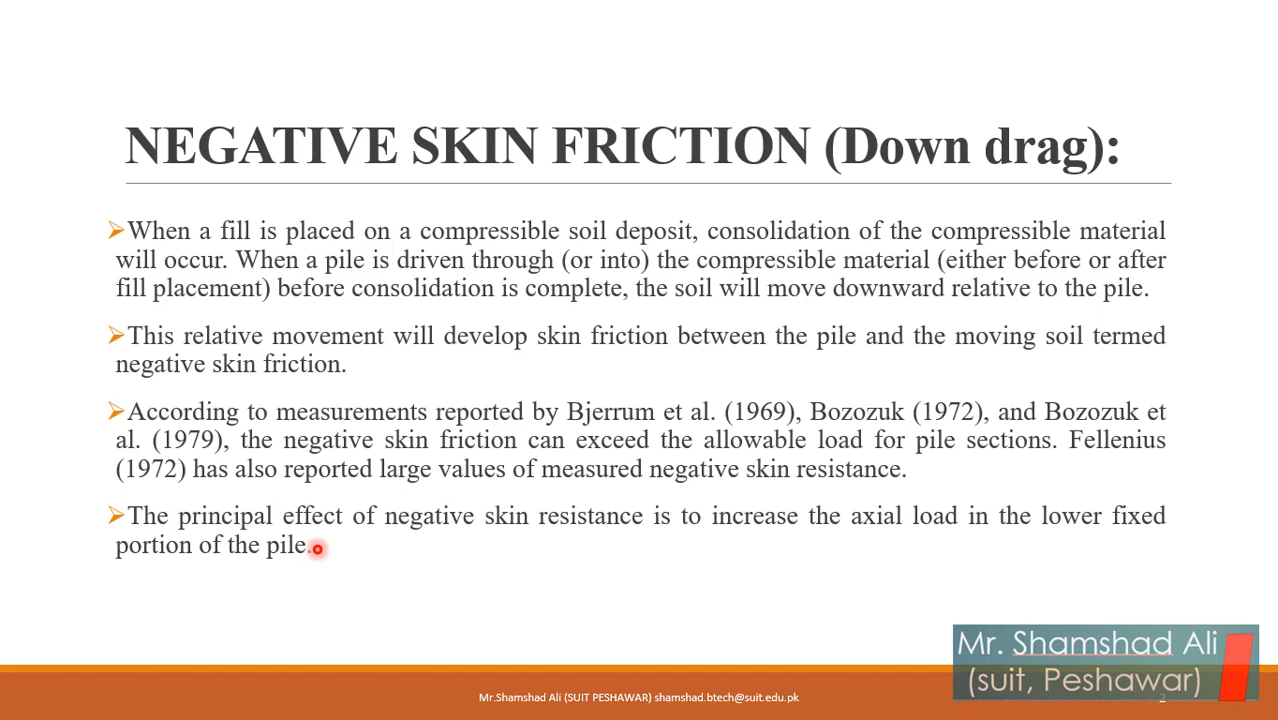 NEGATIVE SKIN FRICTION (Down drag):
When a fill is placed on a compressible soil deposit, consolidation of the compressible material
will occur. When a pile is driven through (or into) the compressible material (either before or after
fill placement) before consolidation is complete, the soil will move downward relative to the pile.
This relative movement will develop skin friction between the pile and the moving soil termed
negative skin friction.
According to measurements reported by Bjerrum et al. (1969), Bozozuk (1972), and Bozozuk et
al. (1979), the negative skin friction can exceed the allowable load for pile sections. Fellenius
(1972) has also reported large values of measured negative skin resistance.
The principal effect of negative skin resistance is to increase the axial load in the lower fixed
portion of the pile.
Mr. Shamshad Ali
(suit, Peshawar)
Mr.Shamshad Ali (SUIT PESHAWAR) shamshad.btech@suit.edu.pk
2